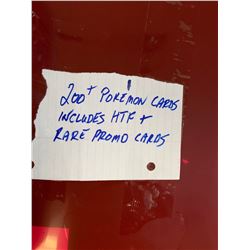 200+ POKEMON CARDS
INCLUDES HTF +
RARE PROMO CARDS